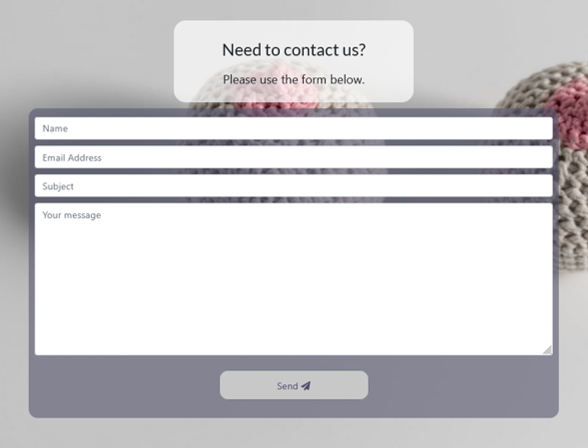 Need to contact us?
Please use the form below.
Name
Email Address
Subject
Your message
Send